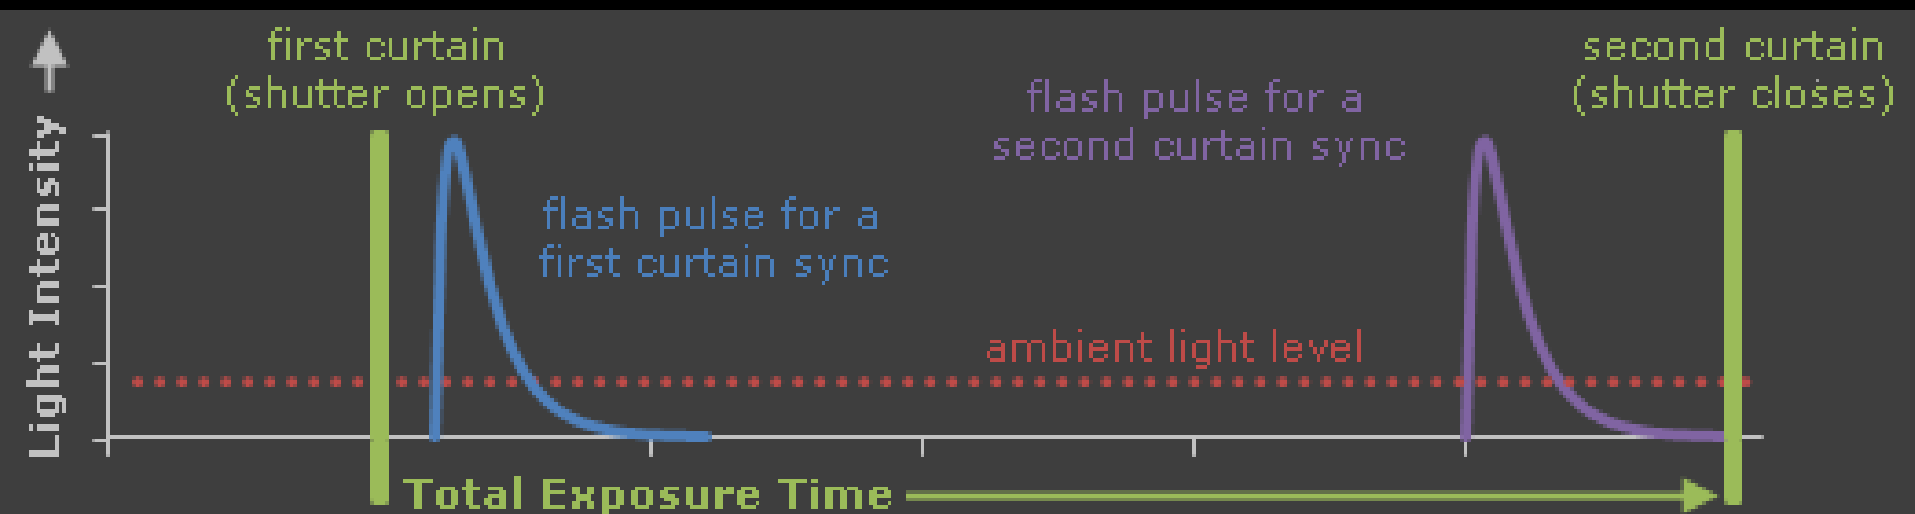 first curtain
(shutter opens)
second curtain
(shutter closes)
flash pulse for a
second curtain sync
flash pulse for a
first curtain sync
ambient light level
Light Intensity
Total Exposure Time